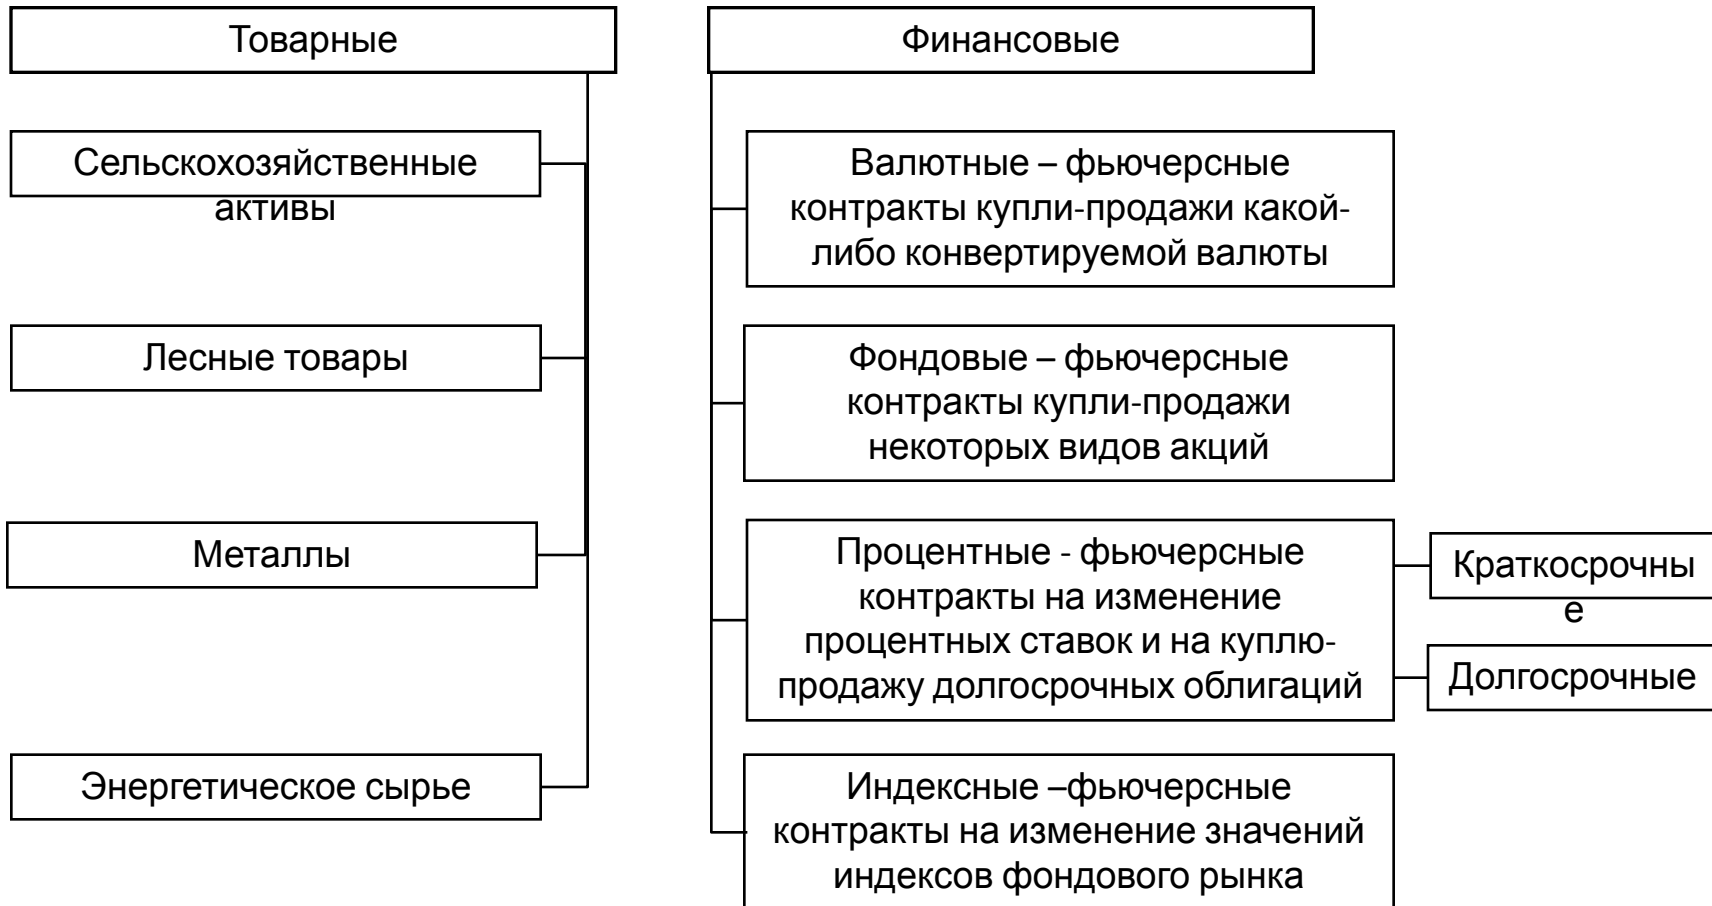 Товарные
Сельскохозяйственные
активы
Лесные товары
Металлы
Энергетическое сырье
Финансовые
Валютные – фьючерсные
контракты купли-продажи какой-
либо конвертируемой валюты
Фондовые – фьючерсные
контракты купли-продажи
некоторых видов акций
Процентные - фьючерсные
контракты на изменение
процентных ставок и на куплю-
продажу долгосрочных облигаций
Краткосрочны
е
Долгосрочные
Индексные –фьючерсные
контракты на изменение значений
индексов фондового рынка